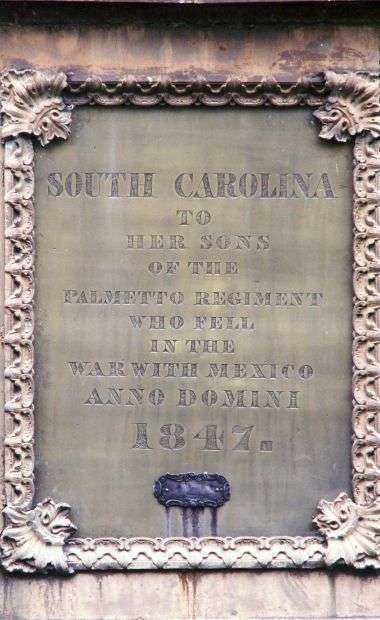 SOUTH CAROLINA
TO
HER SONS
OF THE
PALMETTO REGIMENT
WHO FELL
IN THE
WAR WITH MEXICO
ANNO DOMINI
1847.